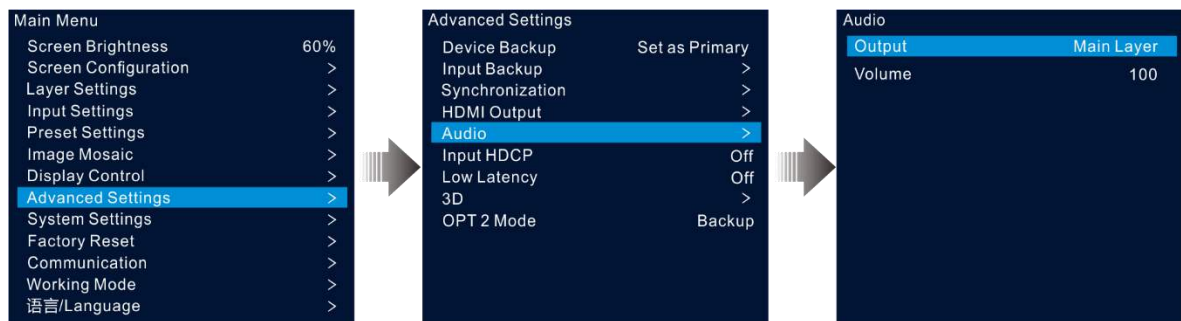 Main Menu
Screen Brightness 60%
Screen Configuration >
Layer Settings >
Input Settings >
Preset Settings >
Image Mosaic >
Display Control >
Advanced Settings >
System Settings >
Factory Reset >
Communication >
Working Mode >
语言/Language >
Advanced Settings
Device Backup Set as Primary
Input Backup >
Synchronization >
HDMI Output >
Audio >
Input HDCP Off
Low Latency Off
3D >
OPT 2 Mode Backup
Audio
Output Main Layer
Volume 100